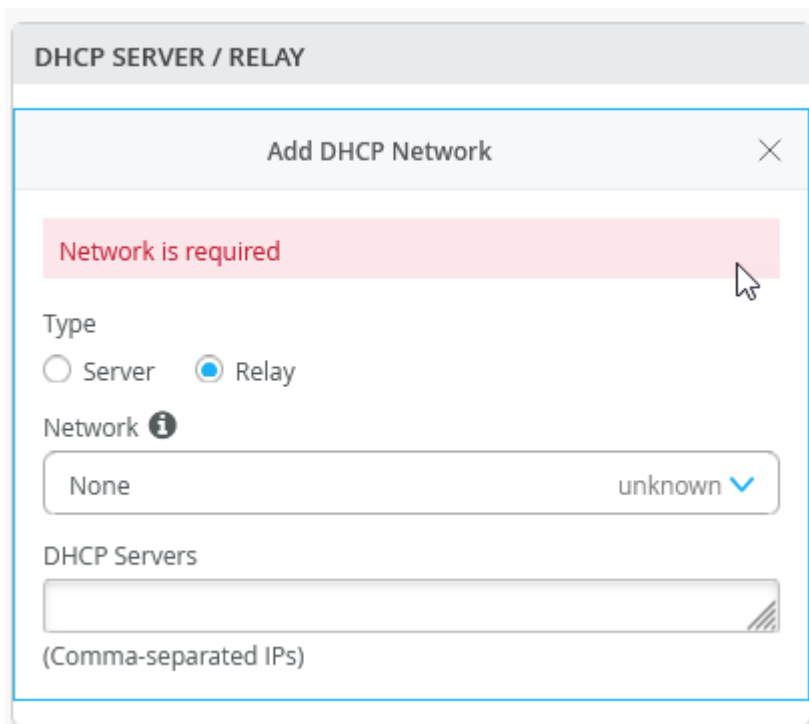 DHCP SERVER / RELAY
Add DHCP Network
Network is required
Type
Server Relay
Network
None unknown
DHCP Servers
(Comma-separated IPs)